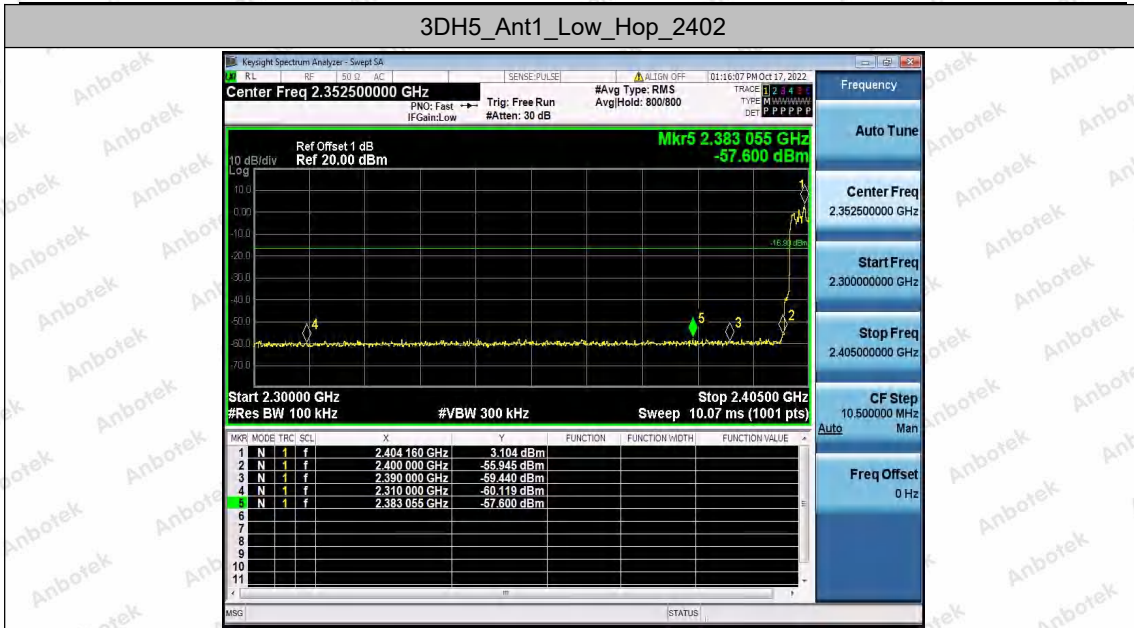 3DH5_Ant1_Low_Hop_2402
Keysight Spectrum Analyzer - Swept SA
RL RF 50 Ω AC SENSE:PULSE ALIGN OFF 01:16:07 PM Oct 17, 2022
Center Freq 2.352500000 GHz
PNO: Fast
IFGain:Low
Trig: Free Run
#Atten: 30 dB
#Avg Type: RMS
Avg|Hold: 800/800
TRACE 1 2 3 4 5 6
TYPE M WWWWW
DET P P P P P P
Ref Offset 1 dB
10 dB/div Ref 20.00 dBm
Log
Mkr5 2.383 055 GHz
-57.600 dBm
10.0
0.00
-10.0
-20.0
-30.0
-40.0
-50.0
-60.0
-70.0
1
2
3
4
5
Start 2.30000 GHz Stop 2.40500 GHz
#Res BW 100 kHz #VBW 300 kHz Sweep 10.07 ms (1001 pts)
MKR MODE TRC SCL X Y FUNCTION FUNCTION WIDTH FUNCTION VALUE
1 N 1 f 2.404 160 GHz 3.104 dBm
2 N 1 f 2.400 000 GHz -55.945 dBm
3 N 1 f 2.390 000 GHz -59.440 dBm
4 N 1 f 2.310 000 GHz -60.119 dBm
5 N 1 f 2.383 055 GHz -57.600 dBm
6
7
8
9
10
11
MSG STATUS
Frequency
Auto Tune
Center Freq
2.352500000 GHz
Start Freq
2.300000000 GHz
Stop Freq
2.405000000 GHz
CF Step
10.500000 MHz
Auto Man
Freq Offset
0 Hz
Anbotek